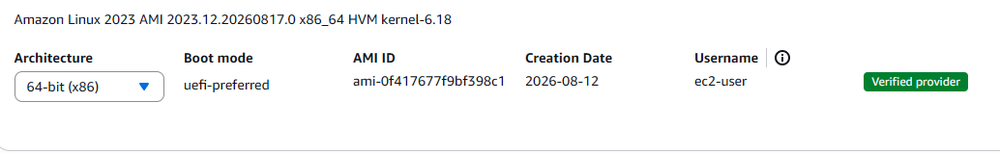 Amazon Linux 2023 AMI 2023.12.20260817.0 x86_64 HVM kernel-6.18
Architecture Boot mode AMI ID Creation Date Username
64-bit (x86) uefi-preferred ami-0f417677f9bf398c1 2026-08-12 ec2-user Verified provider